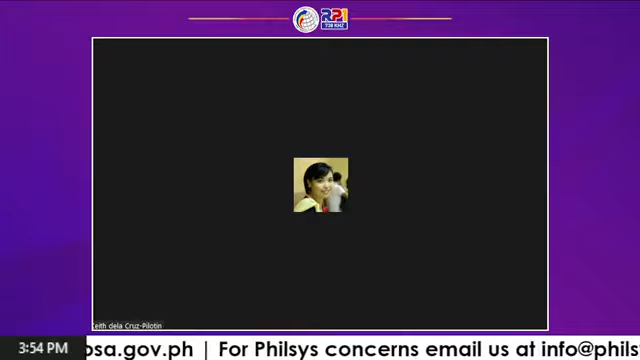 RP1
738 KHZ
Keith dela Cruz-Pilotin
3:54 PM
psa.gov.ph | For Philsys concerns email us at info@phils